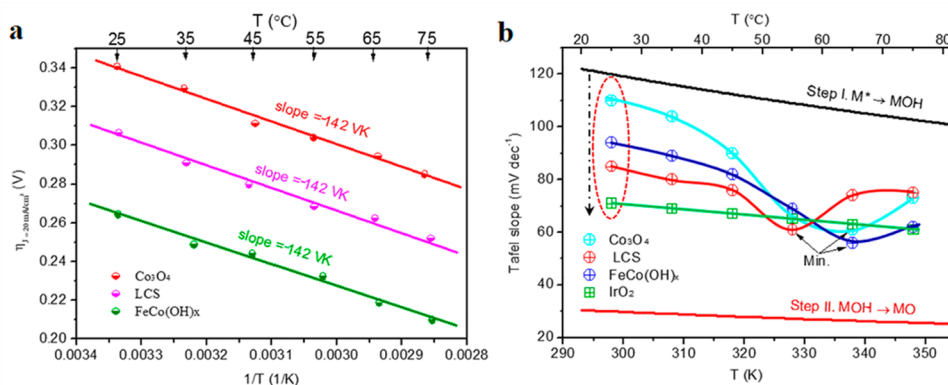 a
T (°C)
25 35 45 55 65 75
0.34
0.32
0.30
0.28
0.26
0.24
0.22
0.20
η J = 20 mA/cm² (V)
slope =-142 VK
slope =-142 VK
slope =-142 VK
Co₃O₄
LCS
FeCo(OH)x
0.0034 0.0033 0.0032 0.0031 0.0030 0.0029 0.0028
1/T (1/K)
b
T (°C)
20 30 40 50 60 70 80
120
100
80
60
40
20
Tafel slope (mV dec⁻¹)
Step I. M* → MOH
Min.
Co₃O₄
LCS
FeCo(OH)x
IrO₂
Step II. MOH → MO
290 300 310 320 330 340 350
T (K)